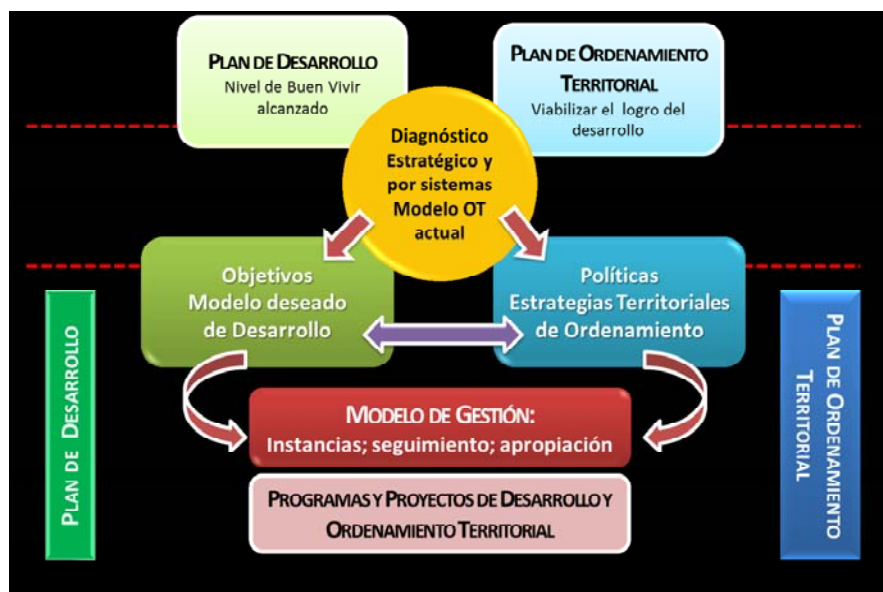 PLAN DE DESARROLLO
Nivel de Buen Vivir
alcanzado
PLAN DE ORDENAMIENTO
TERRITORIAL
Viabilizar el logro del
desarrollo
Diagnóstico
Estratégico y
por sistemas
Modelo OT
actual
Objetivos
Modelo deseado
de Desarrollo
Políticas
Estrategias Territoriales
de Ordenamiento
PLAN DE DESARROLLO
PLAN DE ORDENAMIENTO
TERRITORIAL
MODELO DE GESTIÓN:
Instancias; seguimiento; apropiación
PROGRAMAS Y PROYECTOS DE DESARROLLO Y
ORDENAMIENTO TERRITORIAL